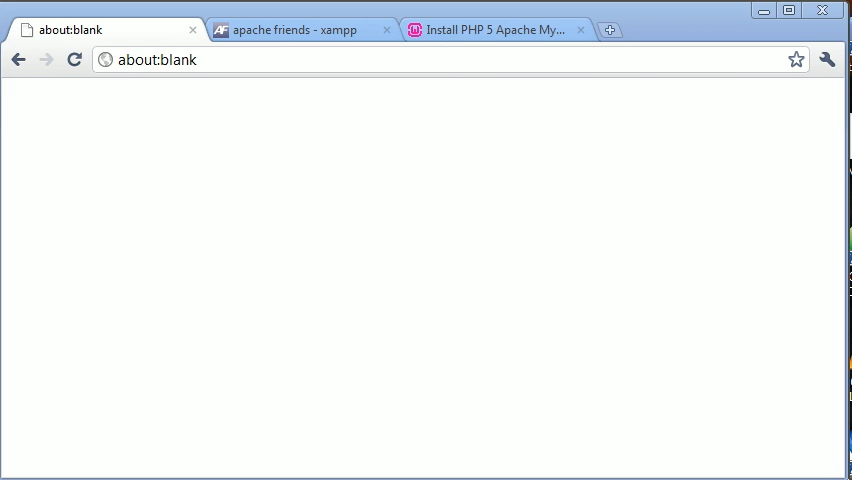 about:blank
apache friends - xampp
Install PHP 5 Apache My...
about:blank